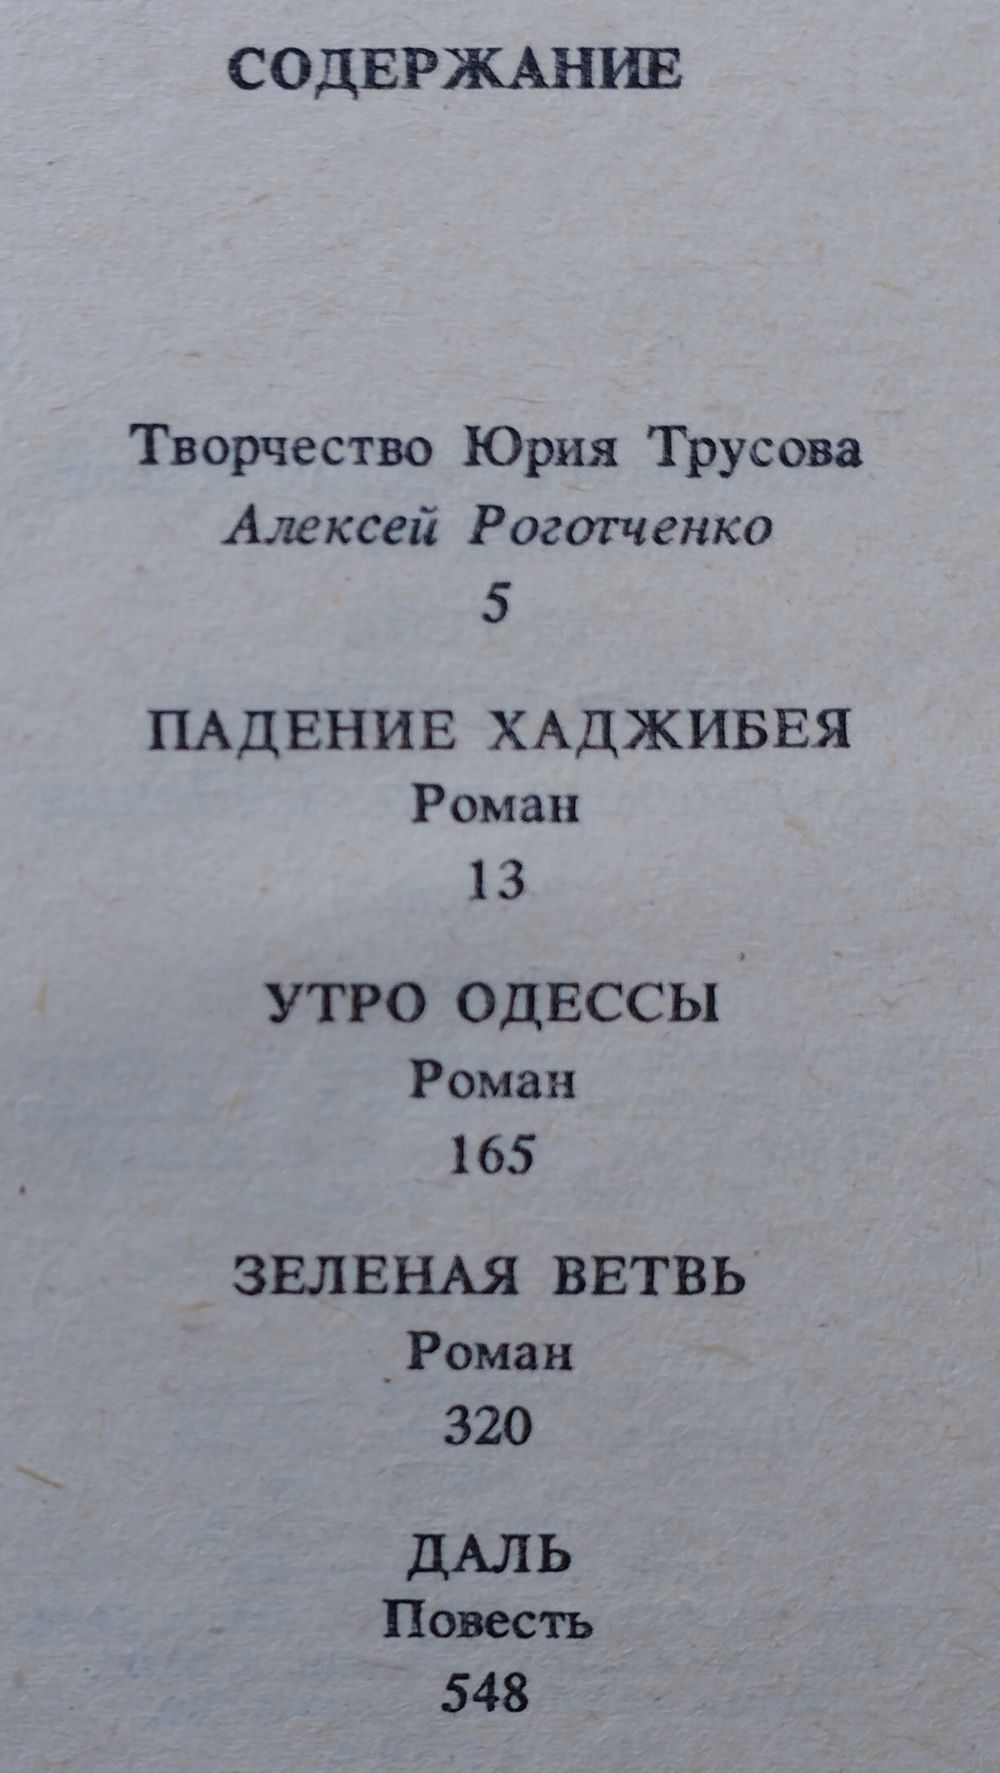 СОДЕРЖАНИЕ
Творчество Юрия Трусова
Алексей Роготченко
5
ПАДЕНИЕ ХАДЖИБЕЯ
Роман
13
УТРО ОДЕССЫ
Роман
165
ЗЕЛЕНАЯ ВЕТВЬ
Роман
320
ДАЛЬ
Повесть
548